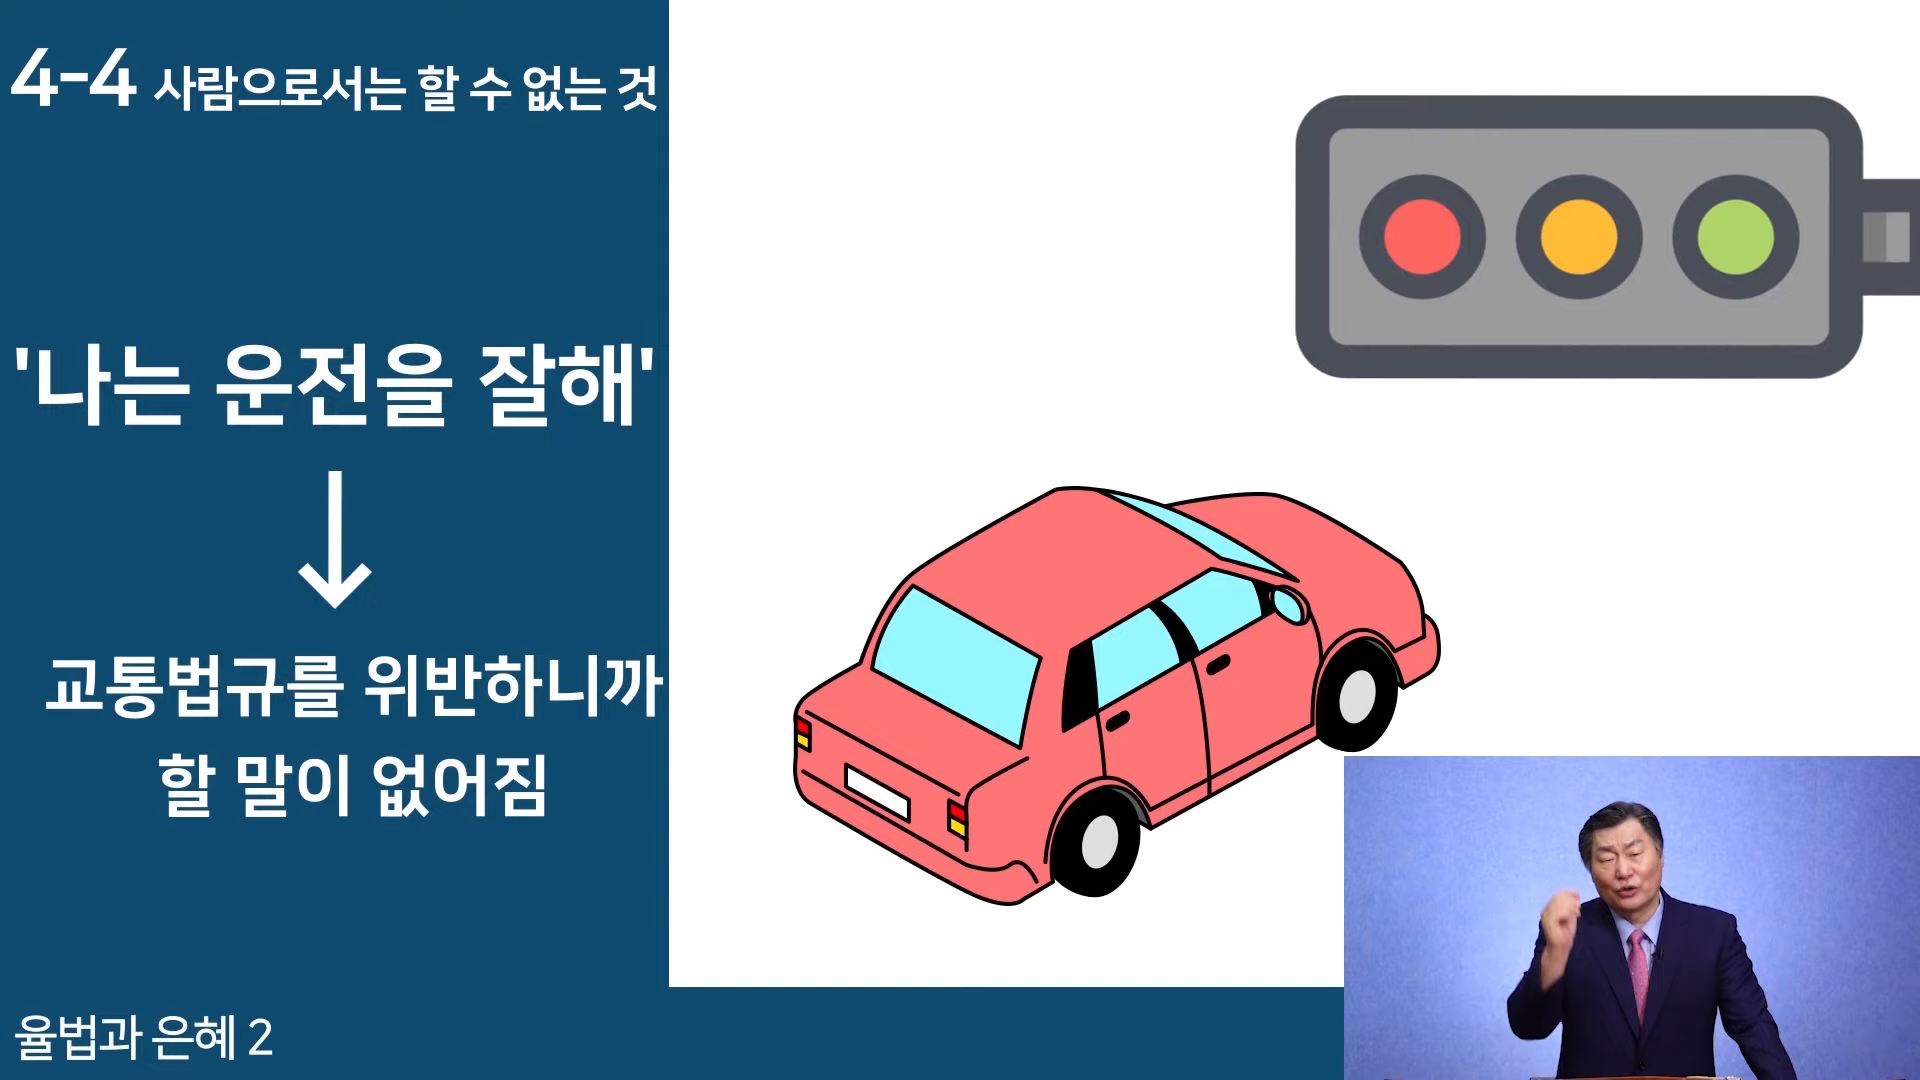 4-4 사람으로서는 할 수 없는 것
'나는 운전을 잘해'
교통법규를 위반하니까
할 말이 없어짐
율법과 은혜 2